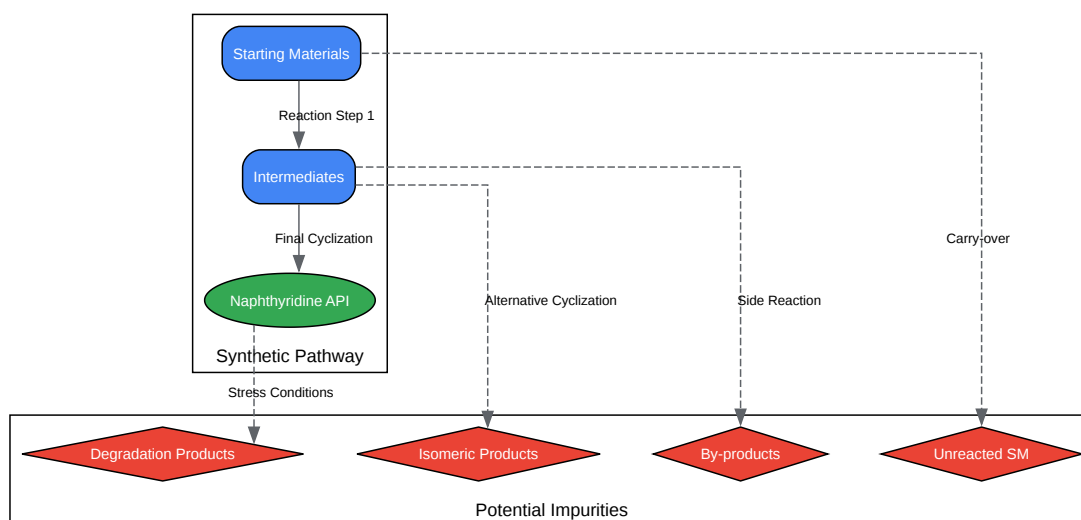 Starting Materials
Reaction Step 1
Intermediates
Final Cyclization
Carry-over
Naphthyridine API
Alternative Cyclization
Side Reaction
Synthetic Pathway
Stress Conditions
Degradation Products
Isomeric Products
By-products
Unreacted SM
Potential Impurities